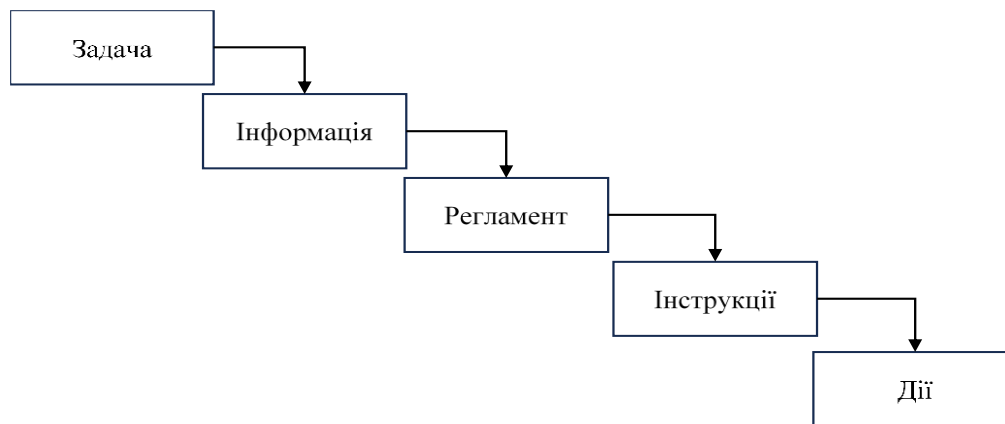 Задача
Інформація
Регламент
Інструкції
Дії